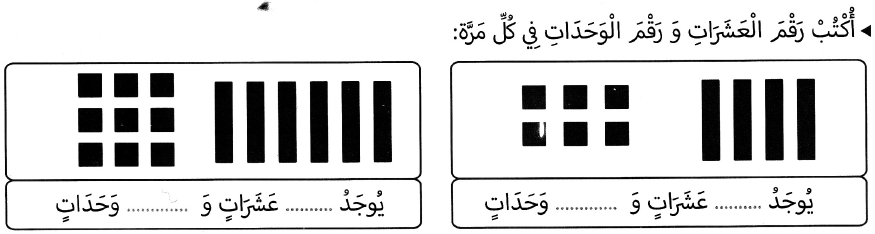 ◄ أُكْتُبْ رَقْمَ الْعَشَرَاتِ وَ رَقْمَ الْوَحَدَاتِ فِي كُلِّ مَرَّة:
يُوجَدُ .......... عَشَرَاتٍ وَ ............. وَحَدَاتٍ
يُوجَدُ .......... عَشَرَاتٍ وَ ............. وَحَدَاتٍ